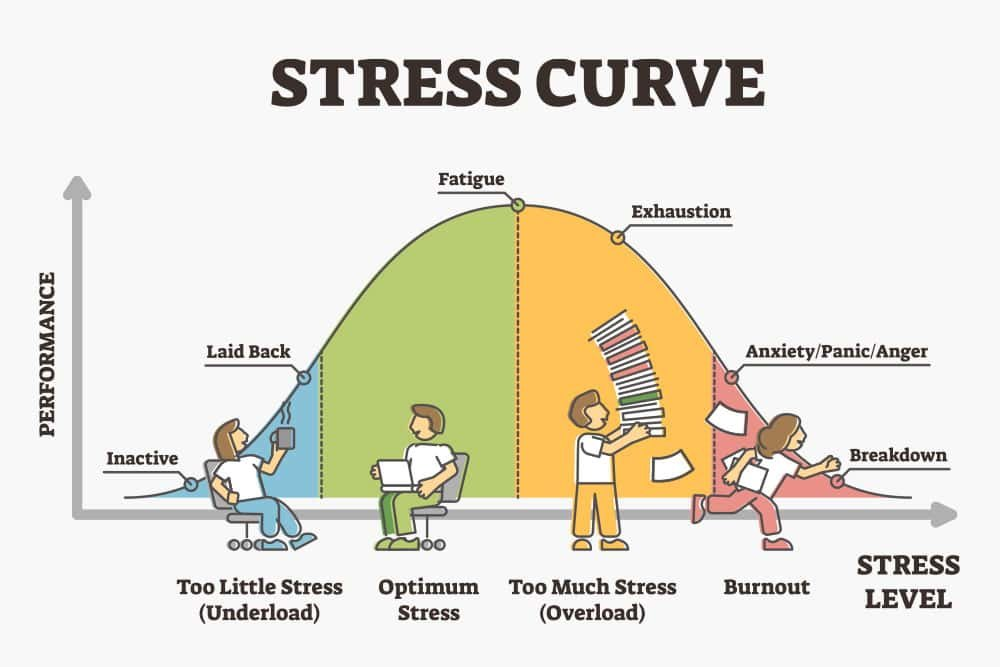 STRESS CURVE
Fatigue
Exhaustion
Laid Back
Anxiety/Panic/Anger
Inactive
Breakdown
PERFORMANCE
STRESS
LEVEL
Too Little Stress
(Underload)
Optimum
Stress
Too Much Stress
(Overload)
Burnout